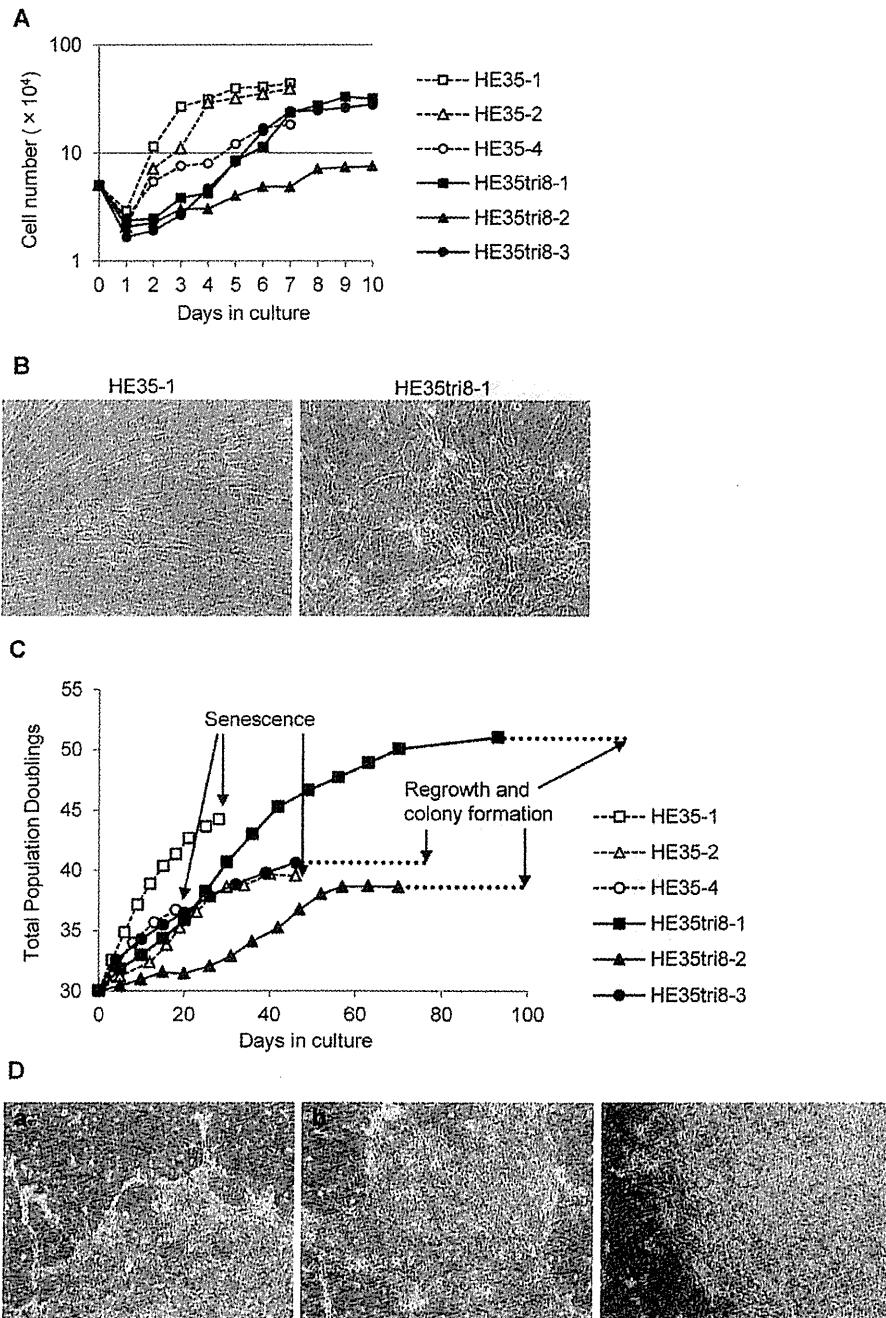 A
Cell number ( × 10⁴)
100
10
1
0 1 2 3 4 5 6 7 8 9 10
Days in culture
HE35-1
HE35-2
HE35-4
HE35tri8-1
HE35tri8-2
HE35tri8-3
B
HE35-1 HE35tri8-1
C
Total Population Doublings
55
50
45
40
35
30
0 20 40 60 80 100
Days in culture
Senescence
Regrowth and
colony formation
HE35-1
HE35-2
HE35-4
HE35tri8-1
HE35tri8-2
HE35tri8-3
D
a b